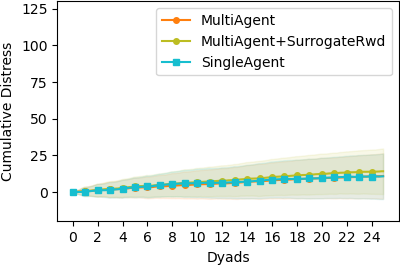 125
100
75
50
25
0
Cumulative Distress
MultiAgent
MultiAgent+SurrogateRwd
SingleAgent
0 2 4 6 8 10 12 14 16 18 20 22 24
Dyads